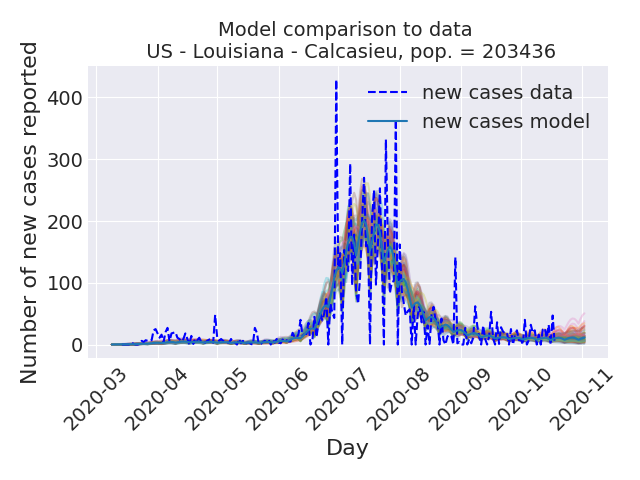 Model comparison to data
US - Louisiana - Calcasieu, pop. = 203436
Number of new cases reported
400
300
200
100
0
new cases data
new cases model
2020-03
2020-04
2020-05
2020-06
2020-07
2020-08
2020-09
2020-10
2020-11
Day